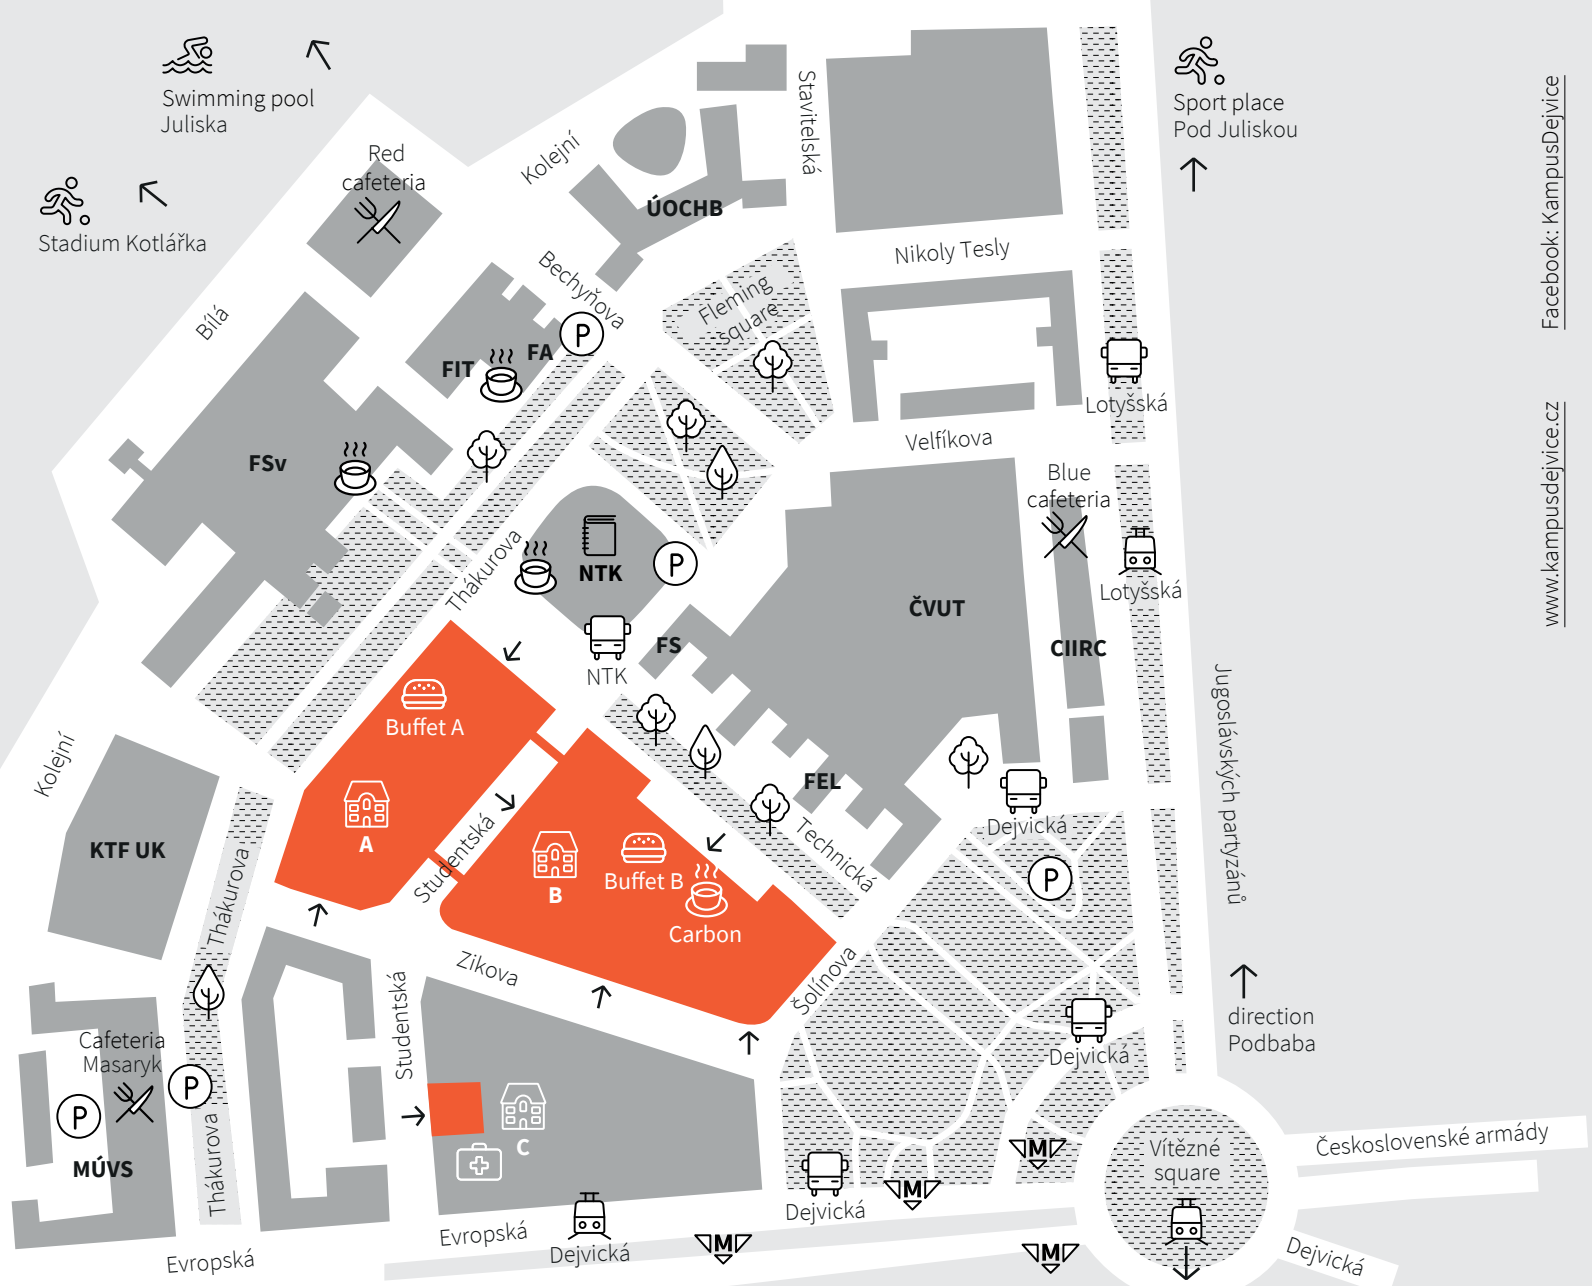 Swimming pool
Juliska
Stadium Kotlářka
Red
cafeteria
Kolejní
Stavitelská
Sport place
Pod Juliskou
Facebook: KampusDejvice
www.kampusdejvice.cz
ÚOCHB
Nikoly Tesly
Bechyňova
Fleming
square
Bílá
P
FA
FIT
Lotyšská
Velfíkova
FSv
Blue
cafeteria
Thákurova
NTK
P
Lotyšská
ČVUT
FS
CIIRC
NTK
Jugoslávských partyzánů
Buffet A
Kolejní
A
Studentská
FEL
Dejvická
Technická
KTF UK
B
Buffet B
P
Carbon
Thákurova
Zikova
Šolínova
Studentská
direction
Podbaba
Cafeteria
Masaryk
Dejvická
P
P
MÚVS
C
Thákurova
M
Vítězné
square
Československé armády
M
Dejvická
Evropská
Dejvická
M
M
Dejvická
Evropská